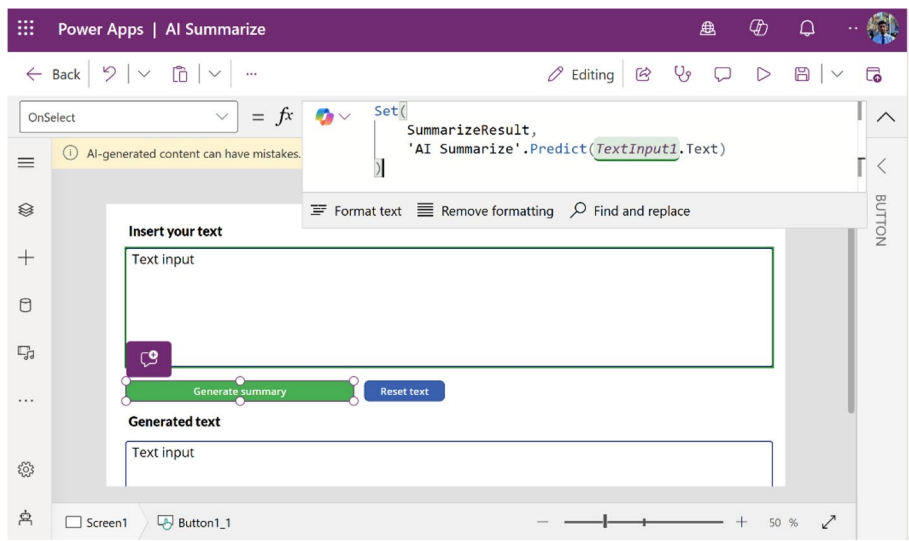 Power Apps | AI Summarize
Back
Editing
OnSelect
= fx
Set(
SummarizeResult,
'AI Summarize'.Predict(TextInput1.Text)
)
AI-generated content can have mistakes.
Format text
Remove formatting
Find and replace
BUTTON
Insert your text
Text input
Generate summary
Reset text
Generated text
Text input
Screen1
Button1_1
50 %